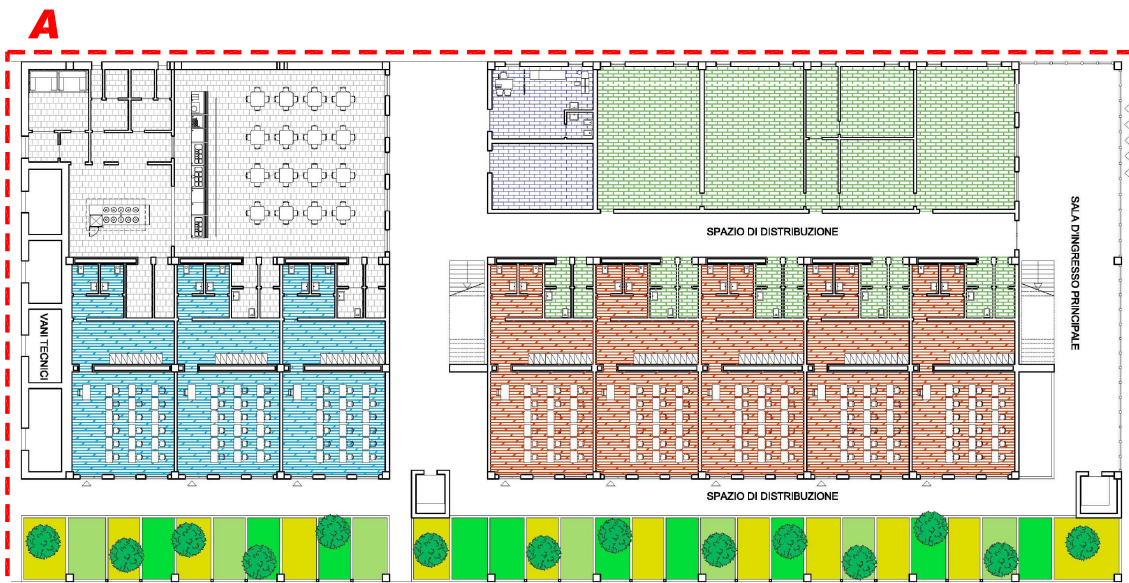 A
SPAZIO DI DISTRIBUZIONE
SALA D'INGRESSO PRINCIPALE
VANI TECNICI
SPAZIO DI DISTRIBUZIONE